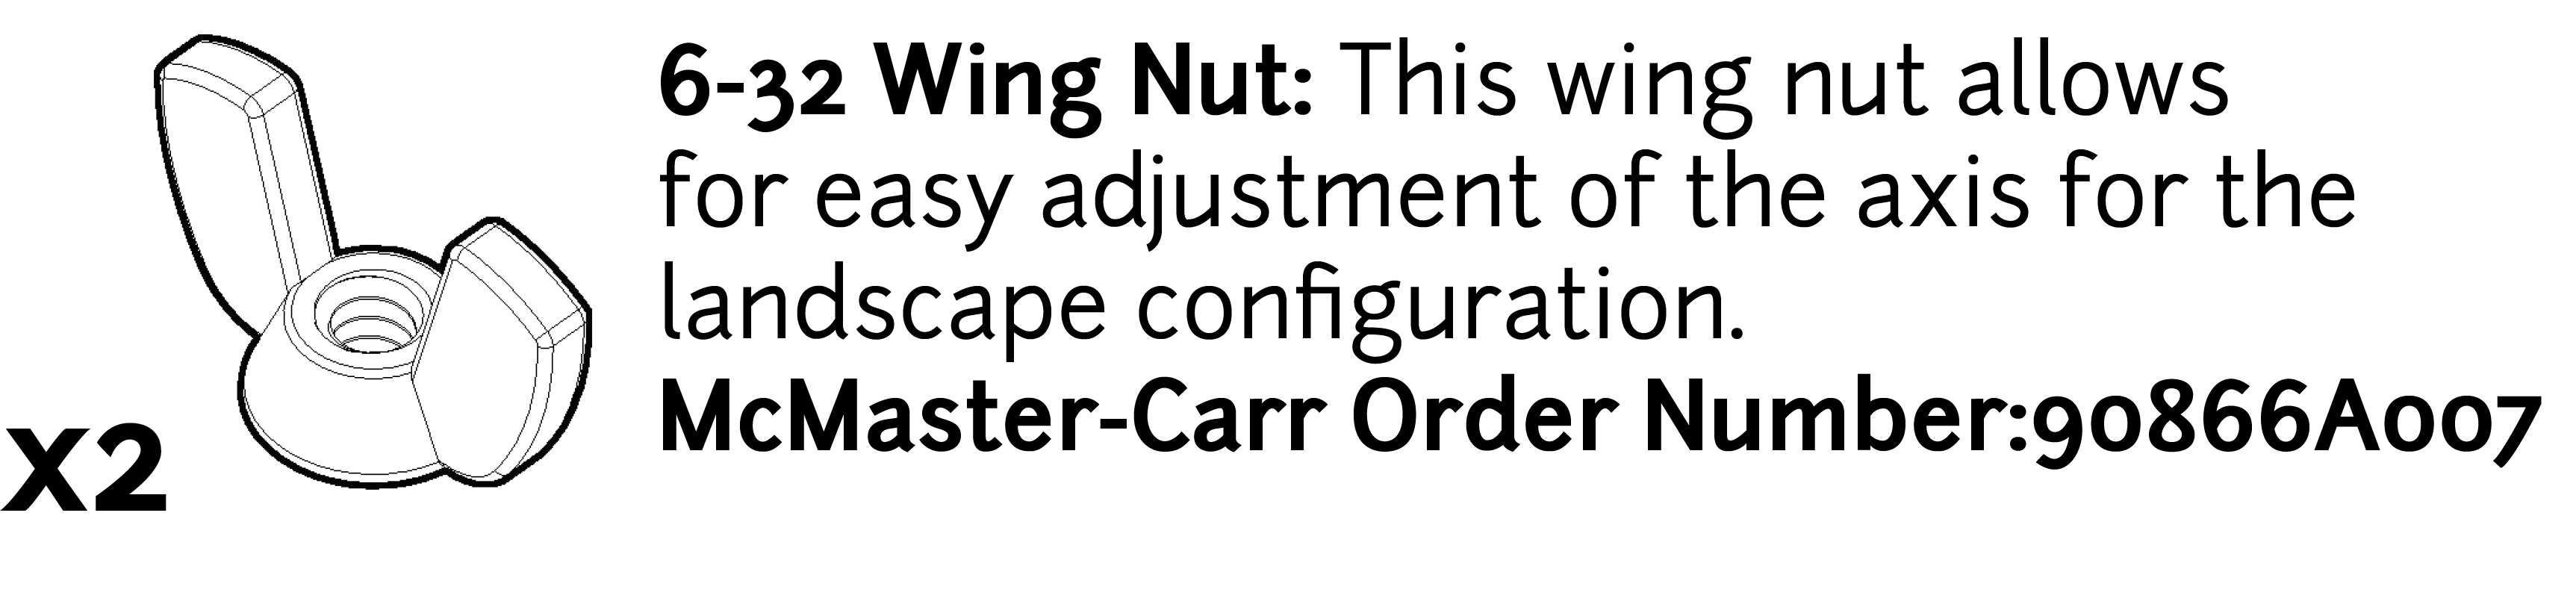 6-32 Wing Nut: This wing nut allows
for easy adjustment of the axis for the
landscape configuration.
McMaster-Carr Order Number:90866A007
x2